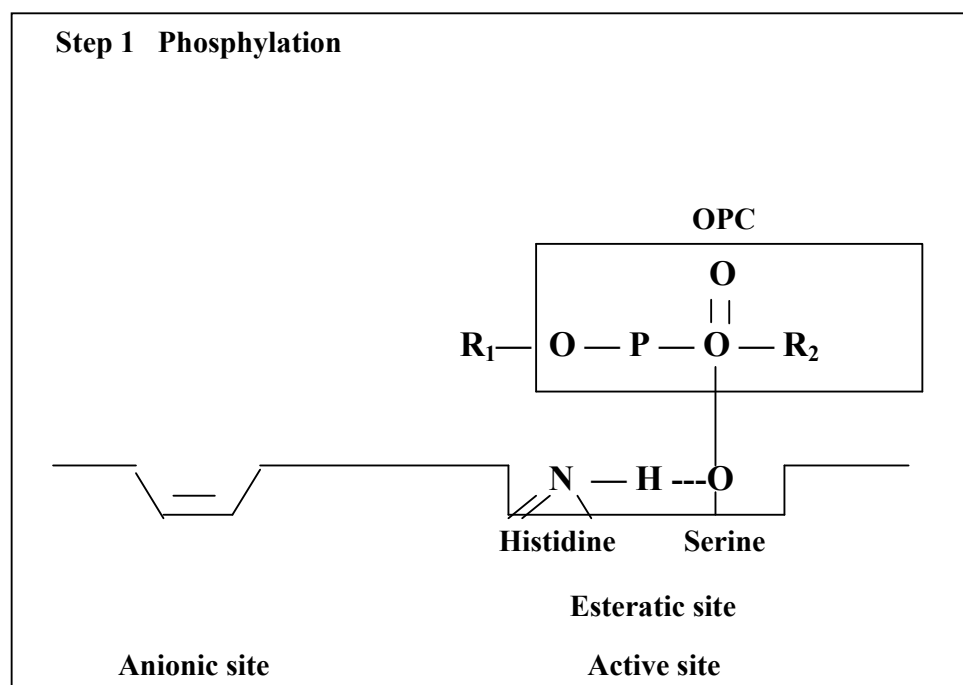 Step 1 Phosphylation
OPC
O
R₁ — O — P — O — R₂
N — H ---O
Histidine Serine
Esteratic site
Anionic site Active site